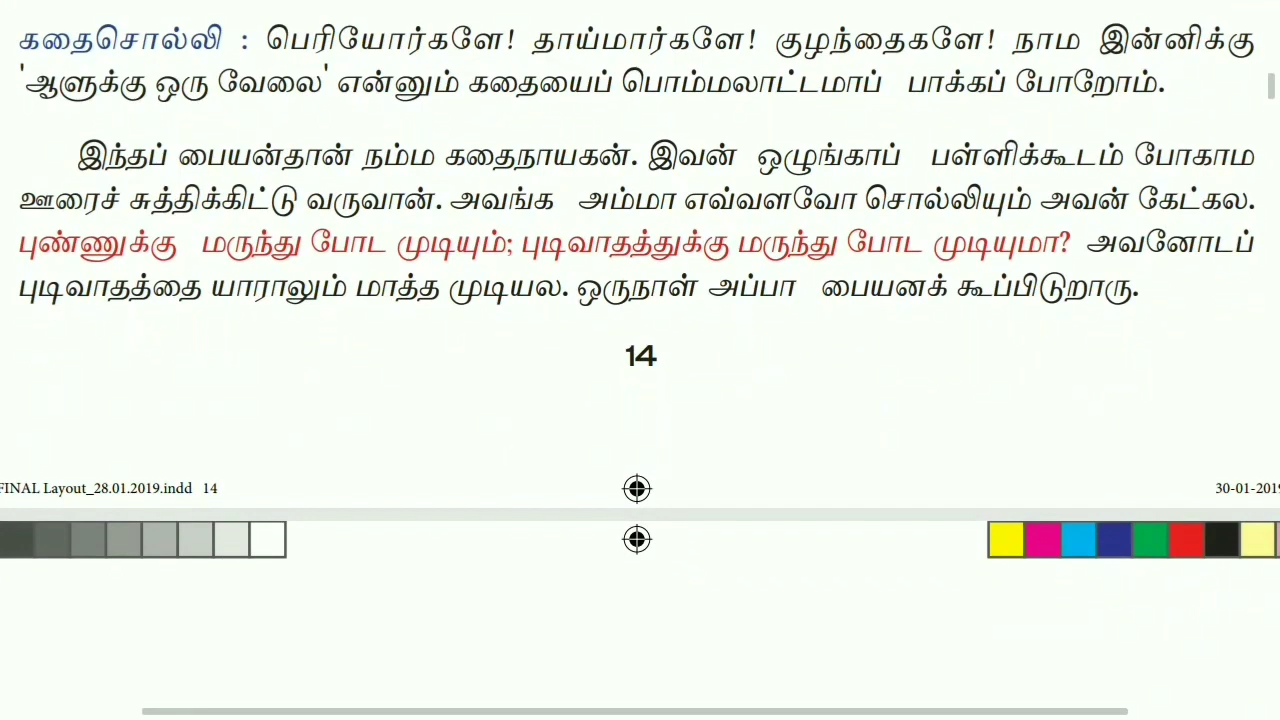 கதைசொல்லி : பெரியோர்களே! தாய்மார்களே! குழந்தைகளே! நாம இன்னிக்கு
'ஆளுக்கு ஒரு வேலை' என்னும் கதையைப் பொம்மலாட்டமாப் பாக்கப் போறோம்.
இந்தப் பையன்தான் நம்ம கதைநாயகன். இவன் ஒழுங்காப் பள்ளிக்கூடம் போகாம
ஊரைச் சுத்திக்கிட்டு வருவான். அவங்க அம்மா எவ்வளவோ சொல்லியும் அவன் கேட்கல.
புண்ணுக்கு மருந்து போட முடியும்; புடிவாதத்துக்கு மருந்து போட முடியுமா? அவனோடப்
புடிவாதத்தை யாராலும் மாத்த முடியல. ஒருநாள் அப்பா பையனக் கூப்பிடுறாரு.
14
FINAL Layout_28.01.2019.indd 14
30-01-2019